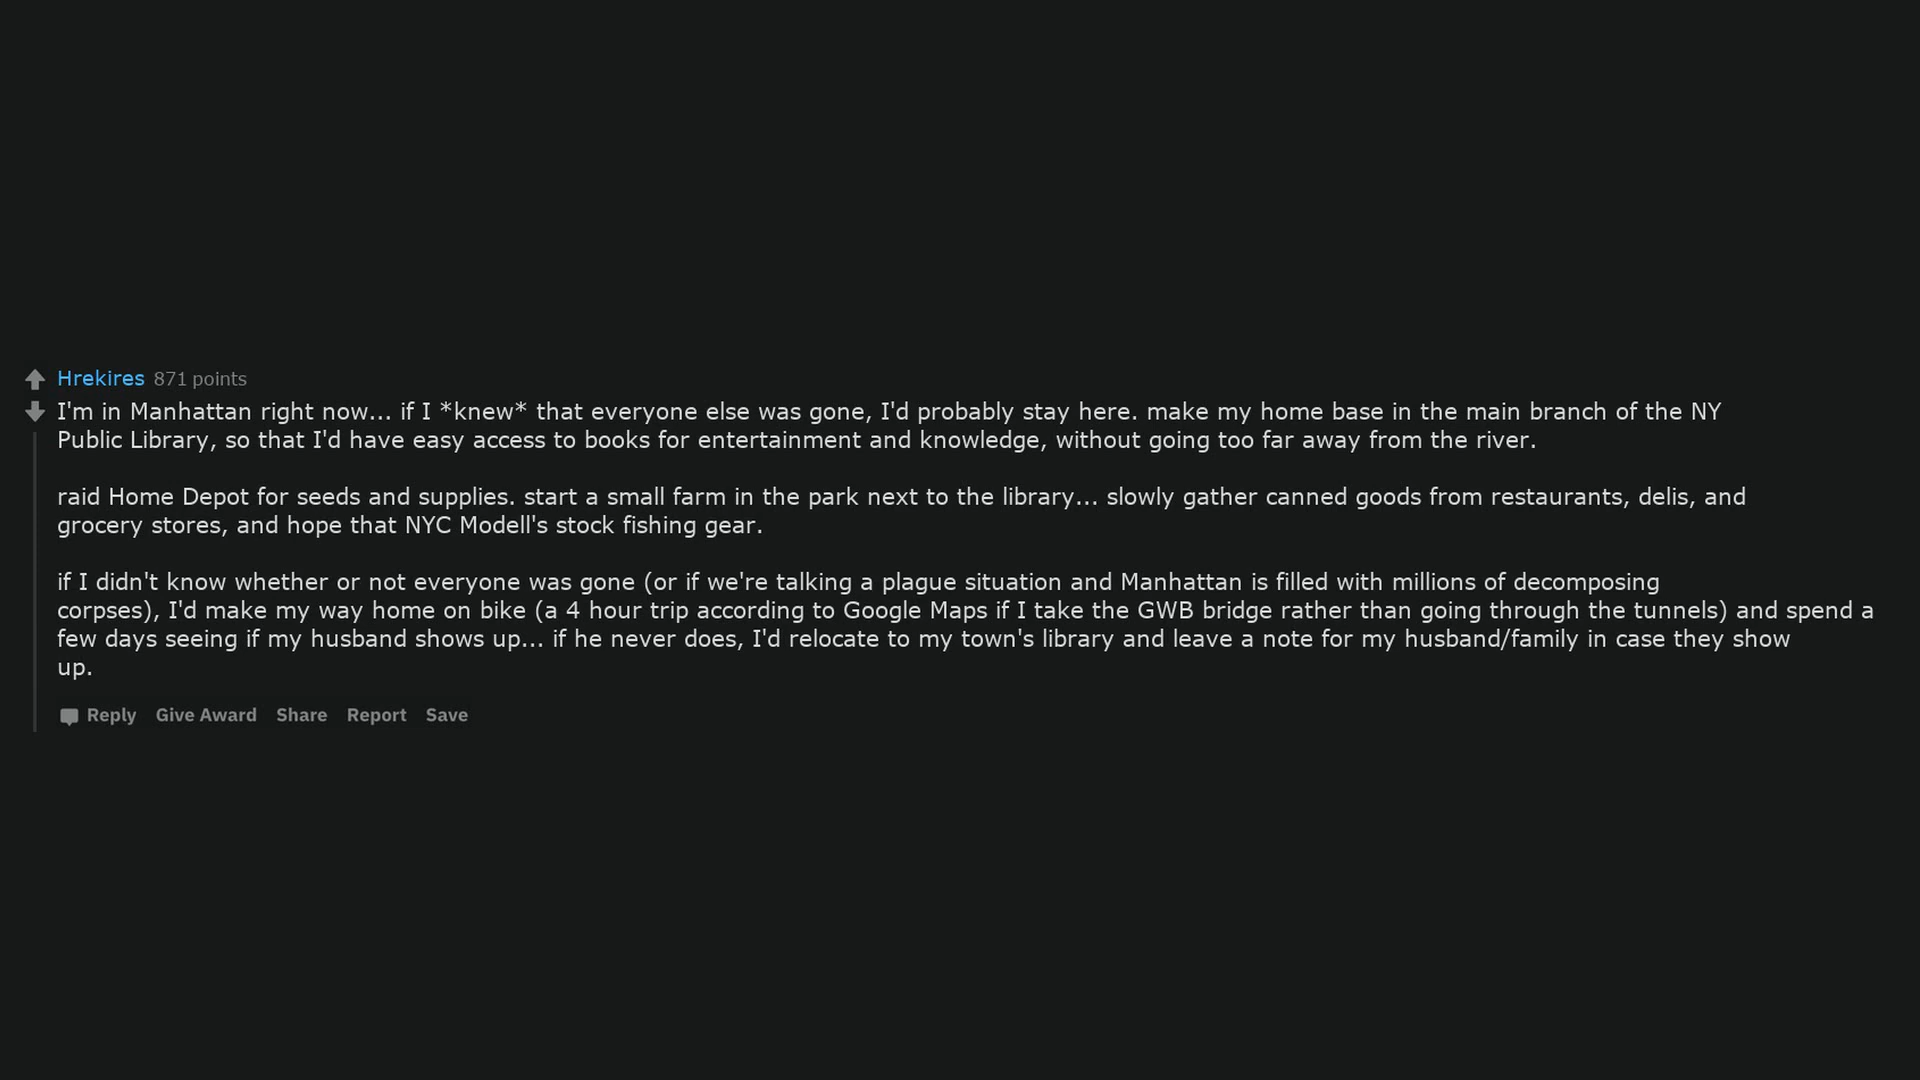 Hrekires 871 points
I'm in Manhattan right now... if I *knew* that everyone else was gone, I'd probably stay here. make my home base in the main branch of the NY
Public Library, so that I'd have easy access to books for entertainment and knowledge, without going too far away from the river.
raid Home Depot for seeds and supplies. start a small farm in the park next to the library... slowly gather canned goods from restaurants, delis, and
grocery stores, and hope that NYC Modell's stock fishing gear.
if I didn't know whether or not everyone was gone (or if we're talking a plague situation and Manhattan is filled with millions of decomposing
corpses), I'd make my way home on bike (a 4 hour trip according to Google Maps if I take the GWB bridge rather than going through the tunnels) and spend a
few days seeing if my husband shows up... if he never does, I'd relocate to my town's library and leave a note for my husband/family in case they show
up.
Reply Give Award Share Report Save